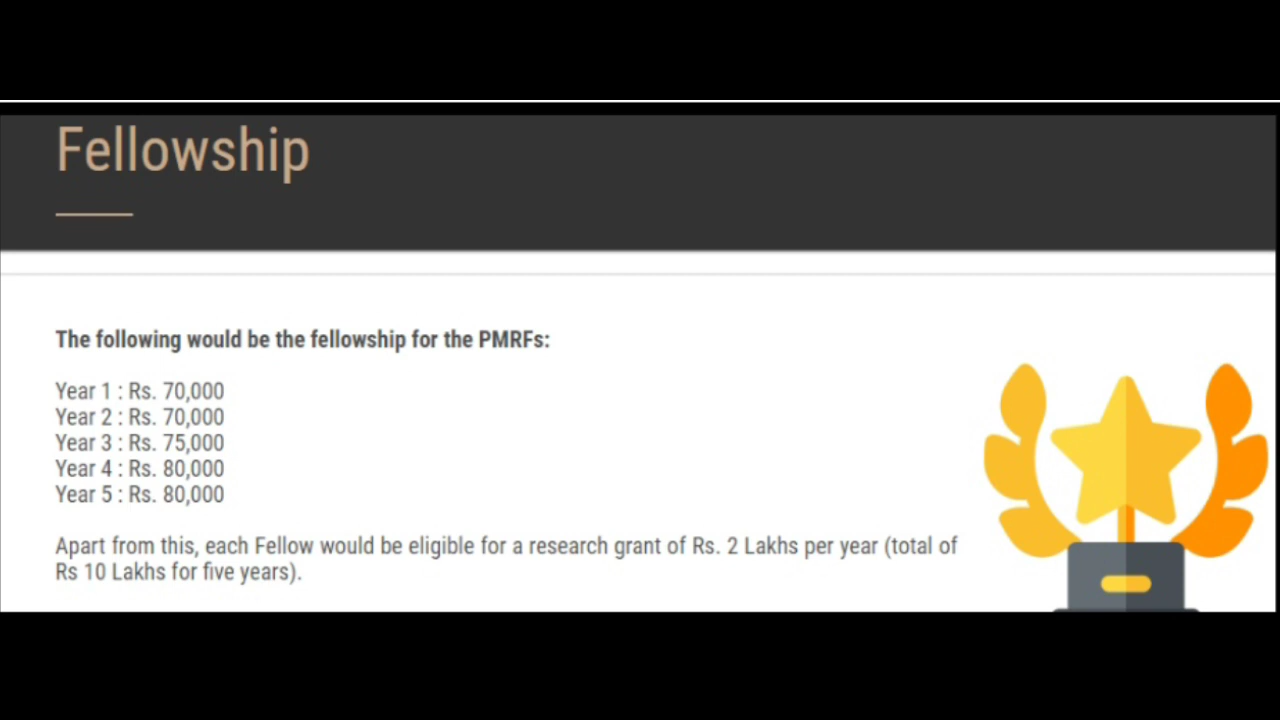 Fellowship
The following would be the fellowship for the PMRFs:
Year 1 : Rs. 70,000
Year 2 : Rs. 70,000
Year 3 : Rs. 75,000
Year 4 : Rs. 80,000
Year 5 : Rs. 80,000
Apart from this, each Fellow would be eligible for a research grant of Rs. 2 Lakhs per year (total of
Rs 10 Lakhs for five years).